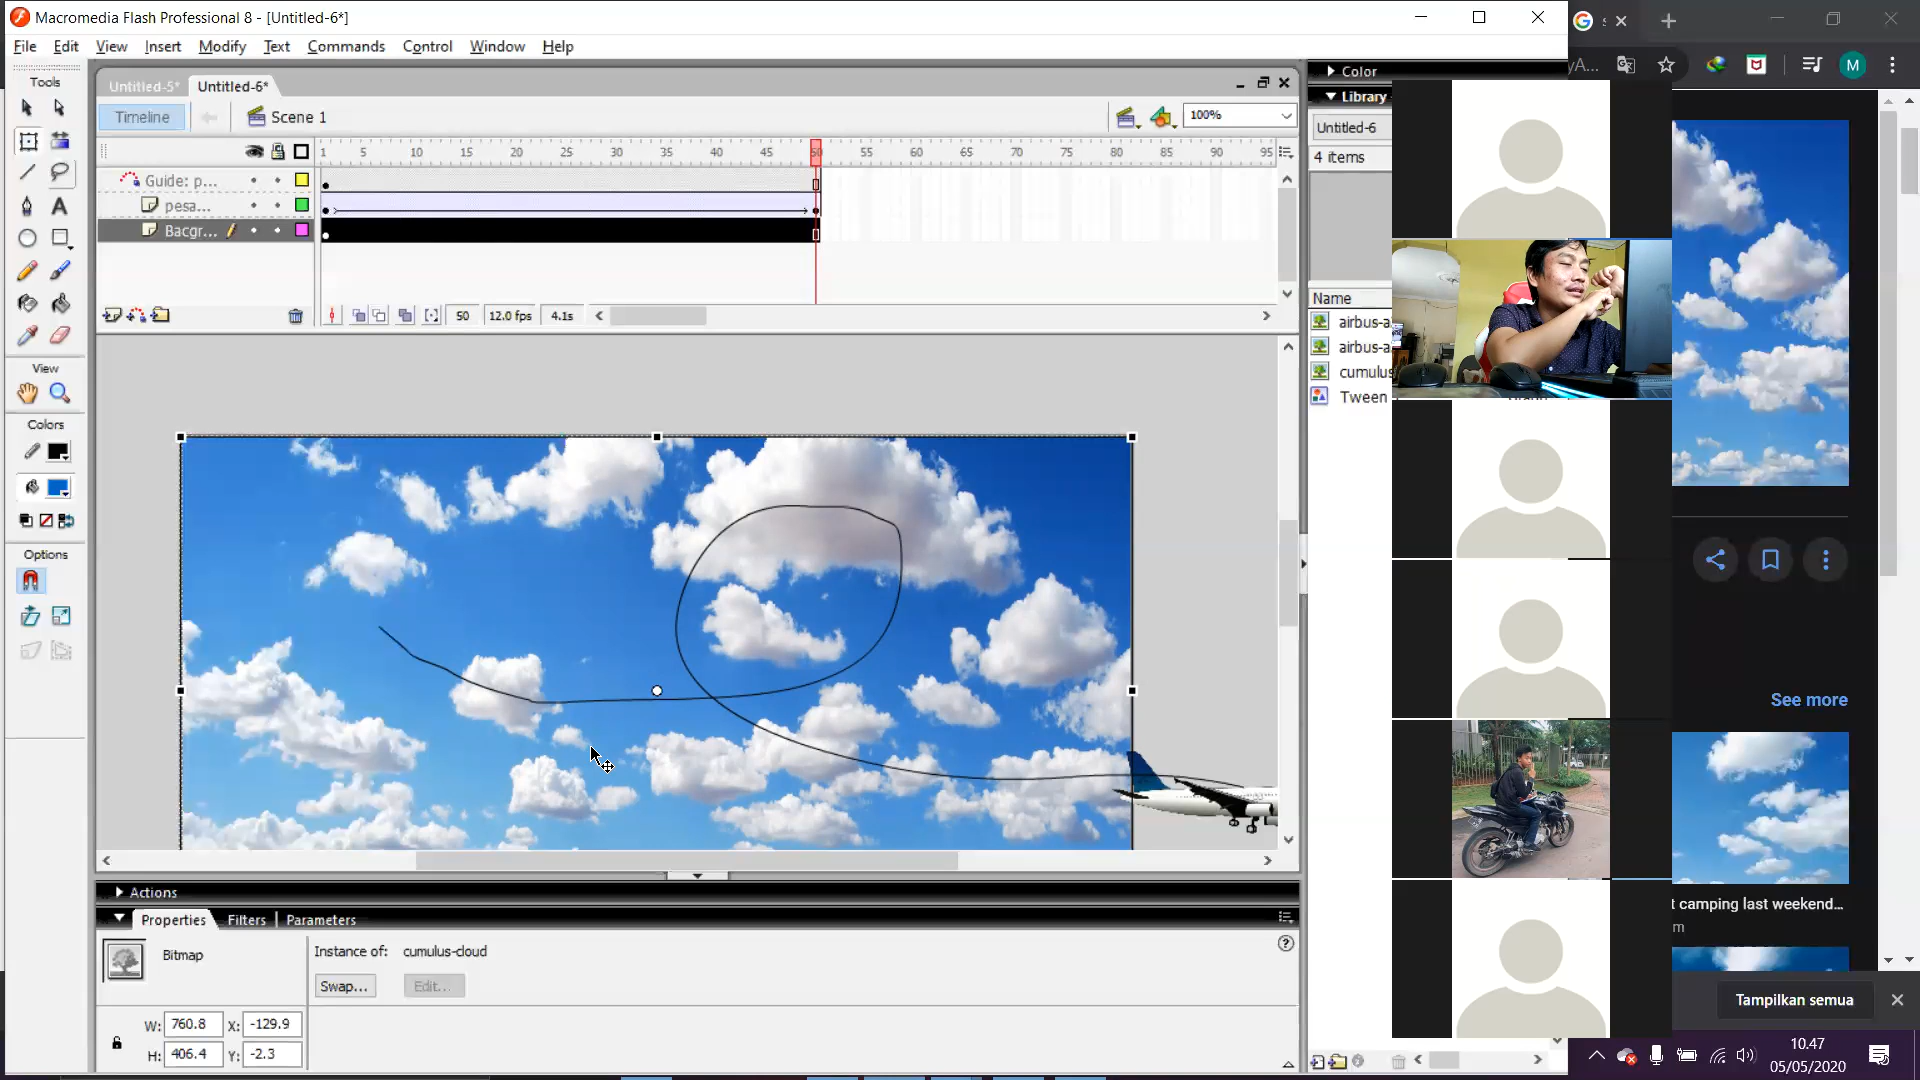 Macromedia Flash Professional 8 - [Untitled-6*]
File Edit View Insert Modify Text Commands Control Window Help
Tools
Untitled-5* Untitled-6*
Timeline Scene 1 100%
1 5 10 15 20 25 30 35 40 45 50 55 60 65 70 75 80 85 90 95
Guide: p...
pesa...
Bacgr...
50 12.0 fps 4.1s
View
Colors
Options
Actions
Properties Filters Parameters
Bitmap
Instance of: cumulus-cloud
Swap... Edit...
W: 760.8 X: -129.9
H: 406.4 Y: -2.3
Color
Library
Untitled-6
4 items
Name
airbus-a
airbus-a
cumulus
Tween
M
See more
t camping last weekend...
m
Tampilkan semua
10.47
05/05/2020